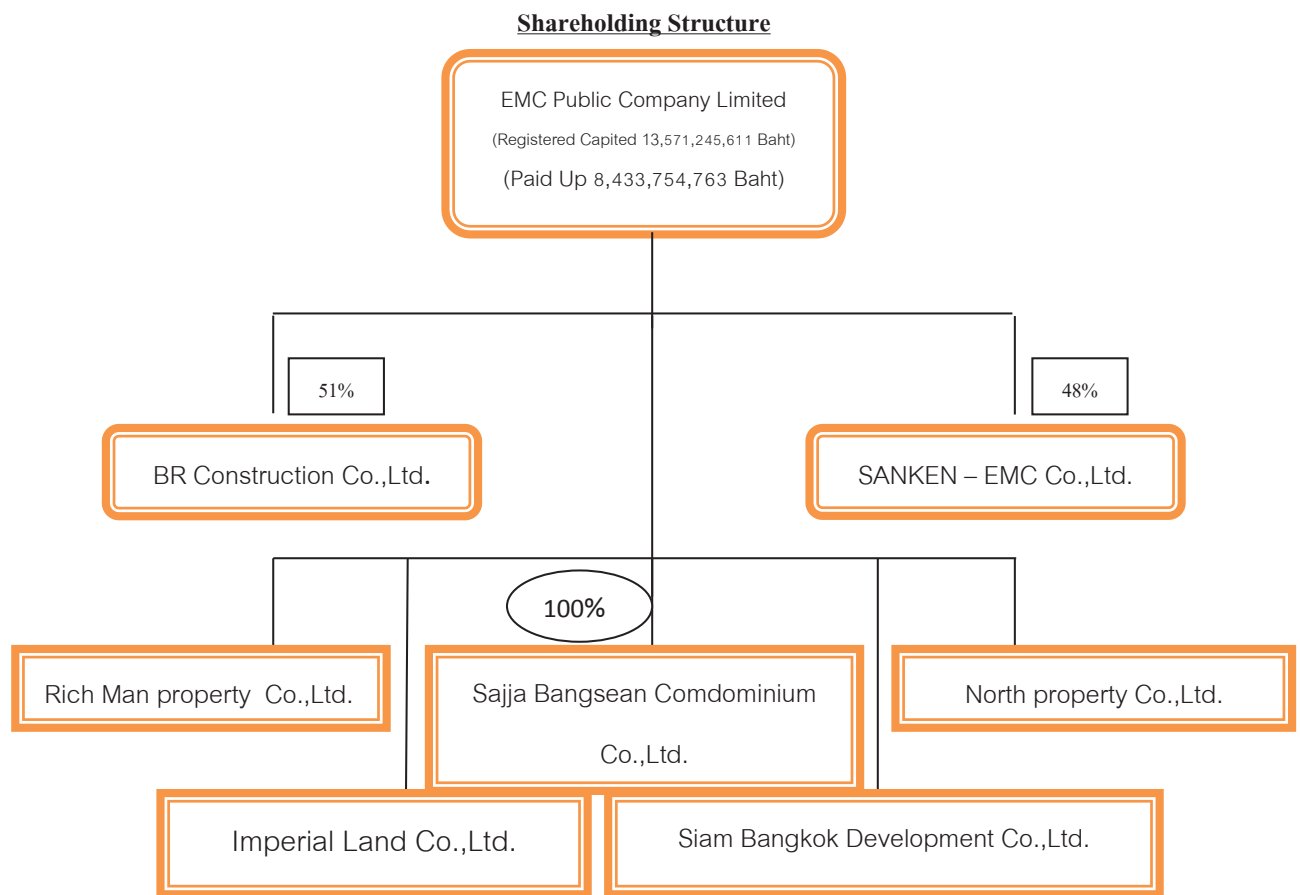 Shareholding Structure
EMC Public Company Limited
(Registered Capited 13,571,245,611 Baht)
(Paid Up 8,433,754,763 Baht)
51%
48%
BR Construction Co.,Ltd.
SANKEN – EMC Co.,Ltd.
100%
Rich Man property Co.,Ltd.
Sajja Bangsean Comdominium
Co.,Ltd.
North property Co.,Ltd.
Imperial Land Co.,Ltd.
Siam Bangkok Development Co.,Ltd.